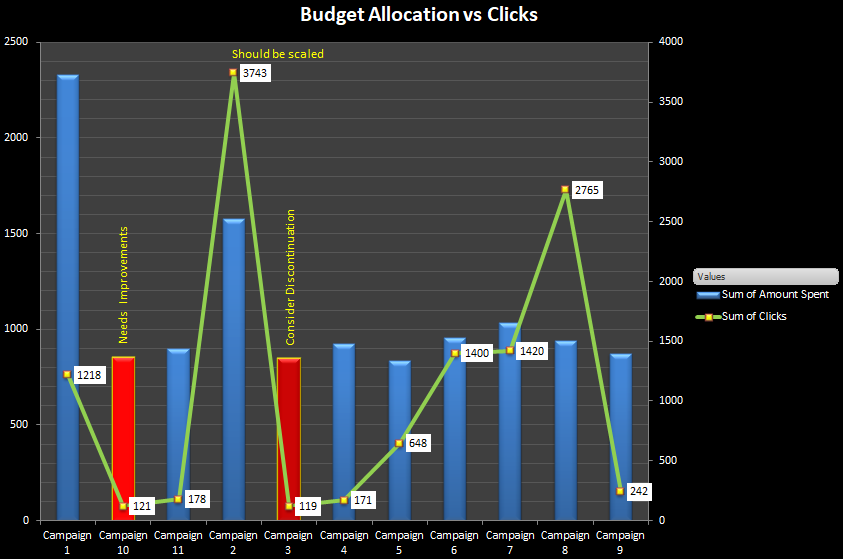 Budget Allocation vs Clicks
2500
2000
1500
1000
500
0
4000
3500
3000
2500
2000
1500
1000
500
0
Should be scaled
Needs Improvements
Consider Discontinuation
1218
121
178
3743
119
171
648
1400
1420
2765
242
Campaign
1
Campaign
10
Campaign
11
Campaign
2
Campaign
3
Campaign
4
Campaign
5
Campaign
6
Campaign
7
Campaign
8
Campaign
9
Values
Sum of Amount Spent
Sum of Clicks